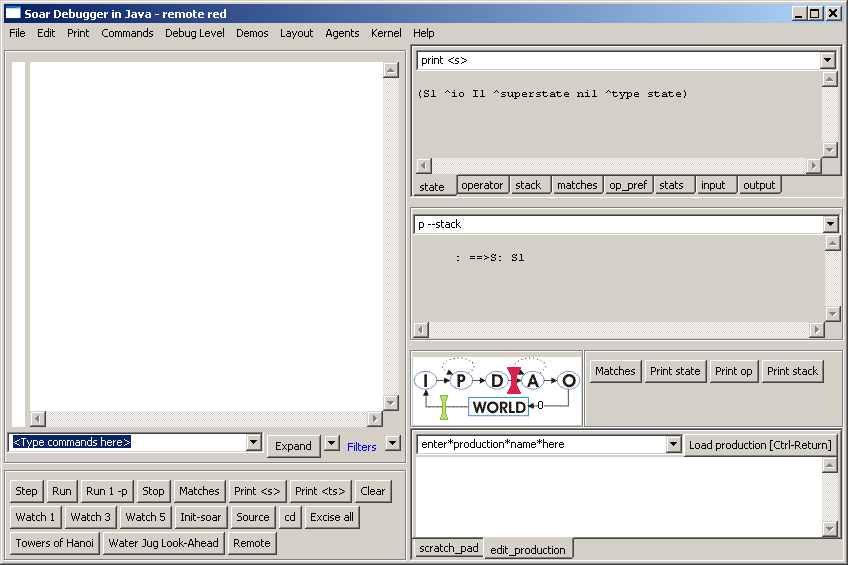 Soar Debugger in Java - remote red
File Edit Print Commands Debug Level Demos Layout Agents Kernel Help
print <s>
(S1 ^io I1 ^superstate nil ^type state)
state operator stack matches op_pref stats input output
p --stack
: ==>S: S1
I P D A O
WORLD 0
Matches Print state Print op Print stack
<Type commands here> Expand Filters
enter*production*name*here Load production [Ctrl-Return]
Step Run Run 1 -p Stop Matches Print <s> Print <ts> Clear
Watch 1 Watch 3 Watch 5 Init-soar Source cd Excise all
Towers of Hanoi Water Jug Look-Ahead Remote
scratch_pad edit_production